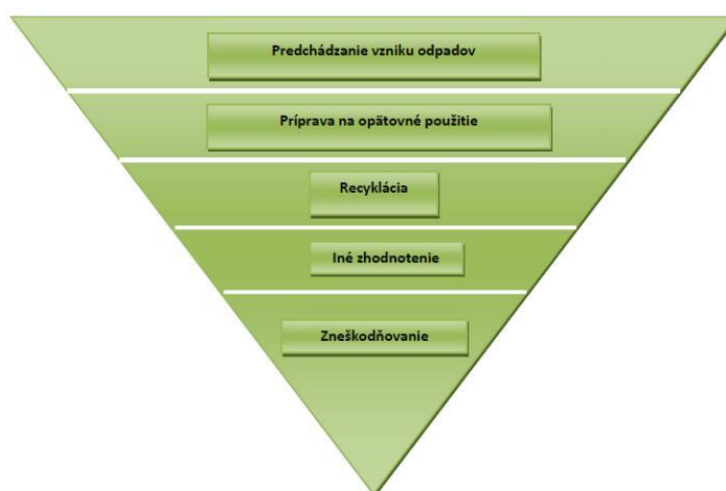 Predchádzanie vzniku odpadov
Príprava na opätovné použitie
Recyklácia
Iné zhodnotenie
Zneškodňovanie